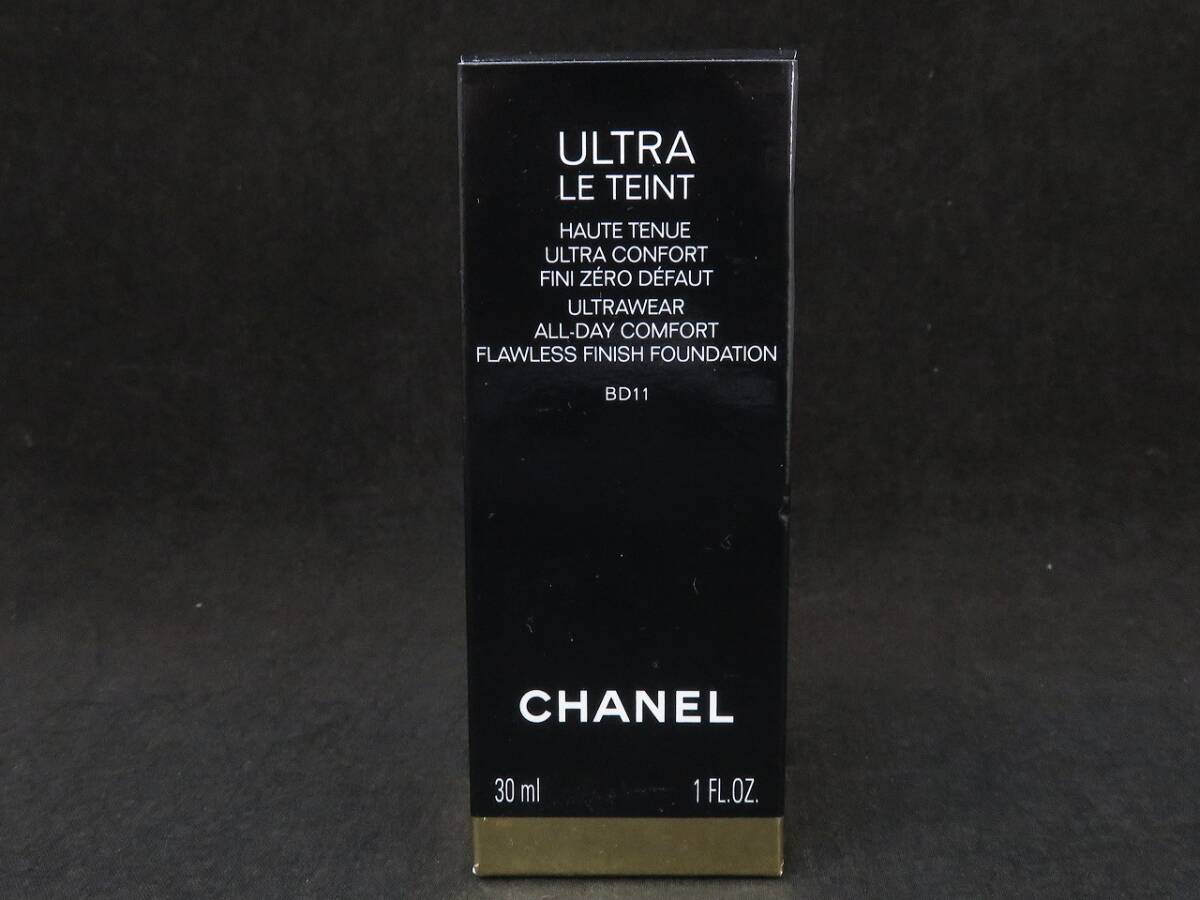 ULTRA
LE TEINT
HAUTE TENUE
ULTRA CONFORT
FINI ZÉRO DÉFAUT
ULTRAWEAR
ALL-DAY COMFORT
FLAWLESS FINISH FOUNDATION
BD11
CHANEL
30 ml 1 FL.OZ.